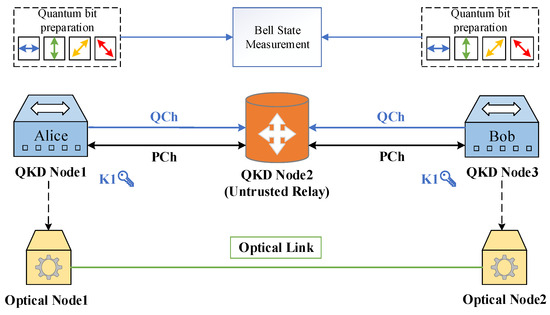 Quantum bit
preparation
Bell State
Measurement
Quantum bit
preparation
Alice
QCh
QCh
Bob
PCh
PCh
QKD Node1
QKD Node2
(Untrusted Relay)
QKD Node3
K1
K1
Optical Link
Optical Node1
Optical Node2